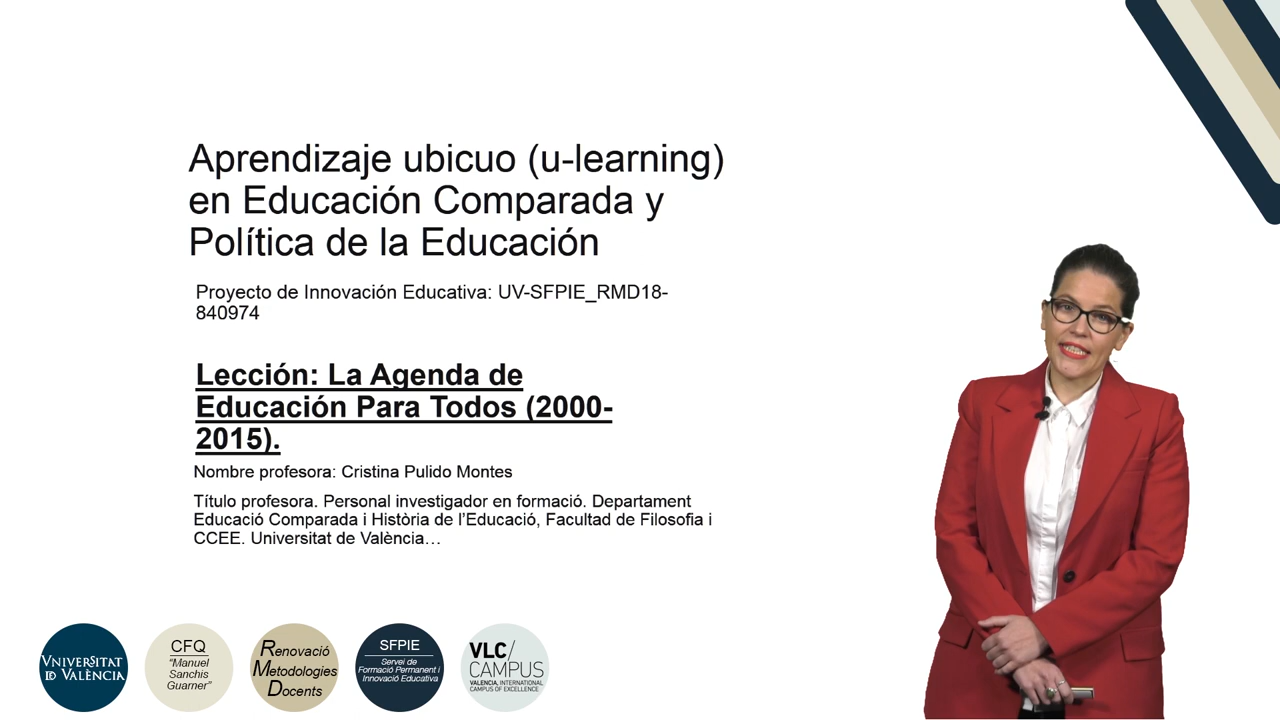 Aprendizaje ubicuo (u-learning)
en Educación Comparada y
Política de la Educación
Proyecto de Innovación Educativa: UV-SFPIE_RMD18-
840974
Lección: La Agenda de
Educación Para Todos (2000-
2015).
Nombre profesora: Cristina Pulido Montes
Título profesora. Personal investigador en formació. Departament
Educació Comparada i Història de l’Educació, Facultad de Filosofia i
CCEE. Universitat de València…
VNIVERSITAT
ID VALÈNCIA
CFQ
“Manuel
Sanchis
Guarner”
Renovació
Metodologies
Docents
SFPIE
Servei de
Formació Permanent i
Innovació Educativa
VLC/
CAMPUS
VALENCIA, INTERNATIONAL
CAMPUS OF EXCELLENCE